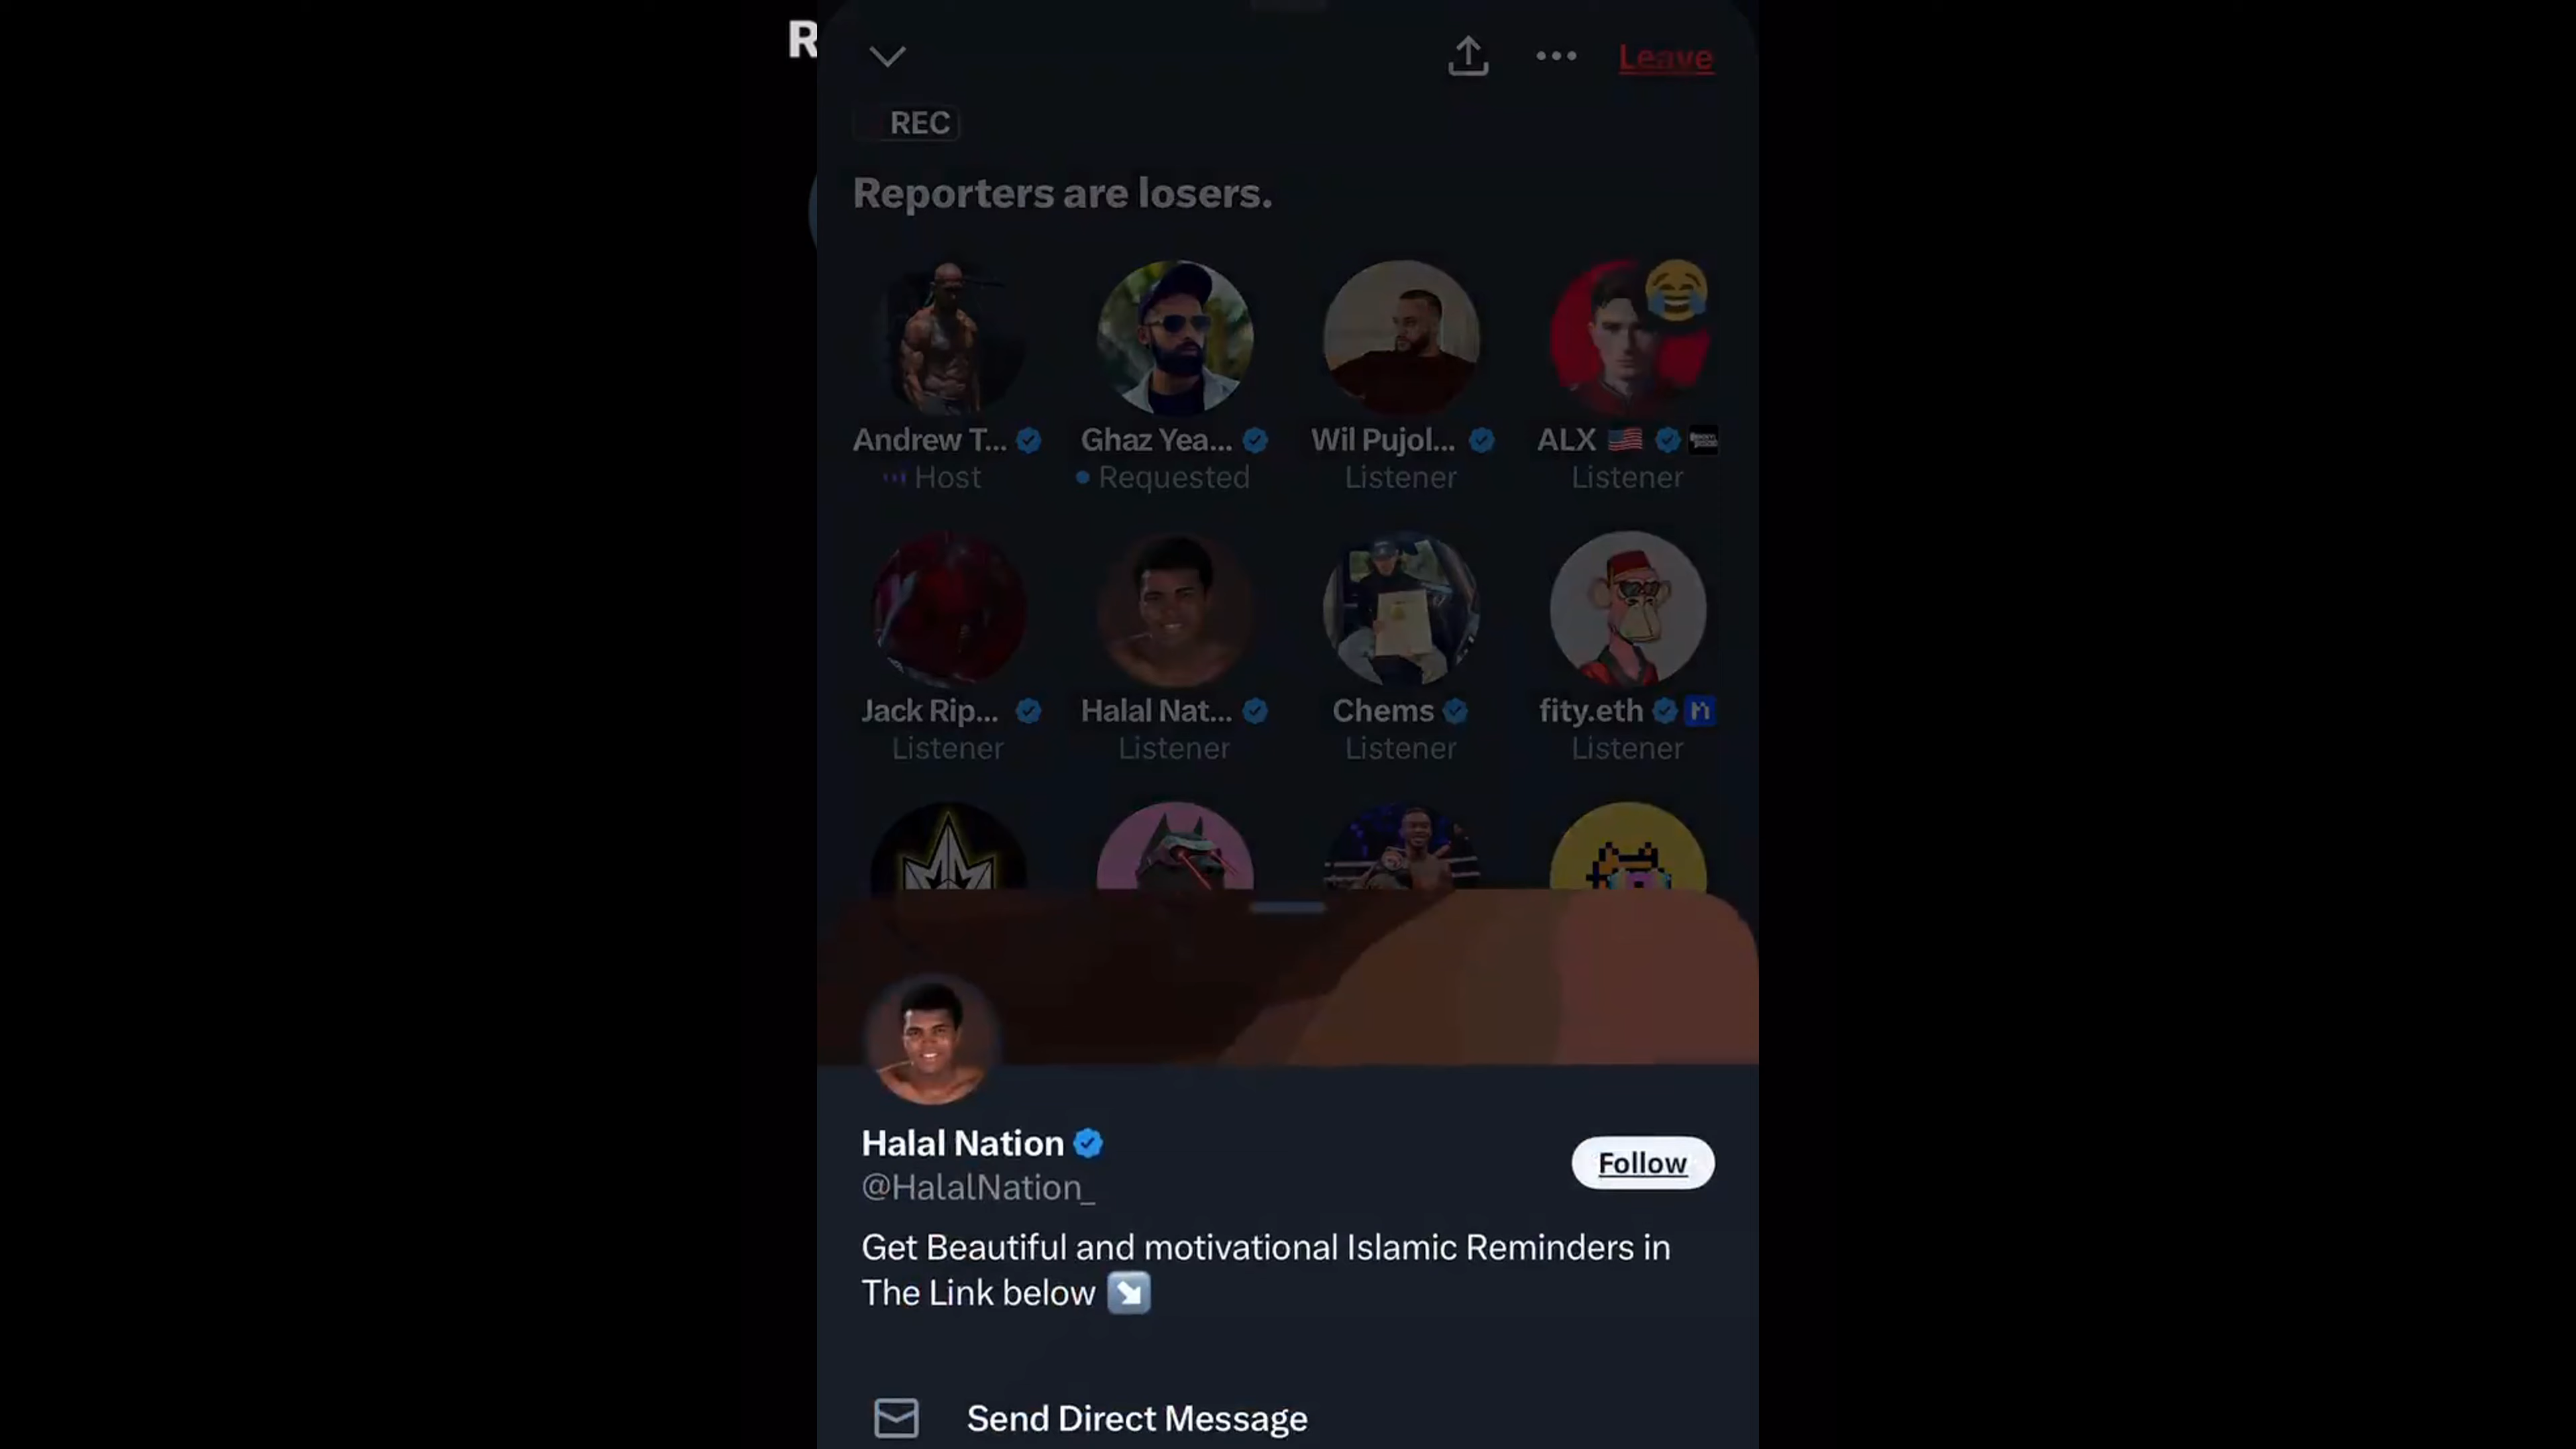 R
Leave
REC
Reporters are losers.
Andrew T... Ghaz Yea... Wil Pujol... ALX
Host Requested Listener Listener
Jack Rip... Halal Nat... Chems fity.eth
Listener Listener Listener Listener
Halal Nation
@HalalNation_
Follow
Get Beautiful and motivational Islamic Reminders in
The Link below
Send Direct Message